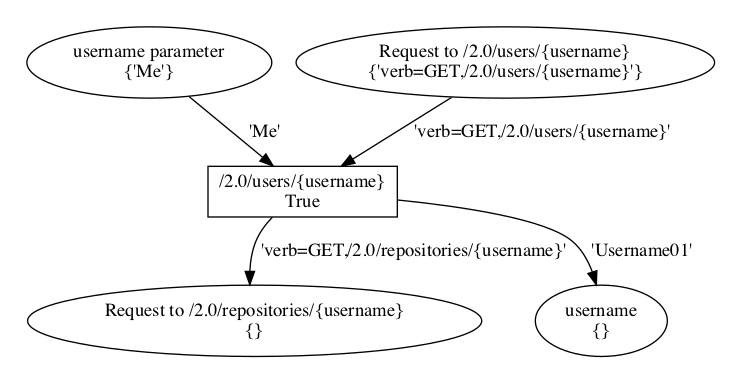 username parameter
{'Me'}
Request to /2.0/users/{username}
{'verb=GET,/2.0/users/{username}'}
'Me'
'verb=GET,/2.0/users/{username}'
/2.0/users/{username}
True
'verb=GET,/2.0/repositories/{username}'
'Username01'
Request to /2.0/repositories/{username}
{}
username
{}